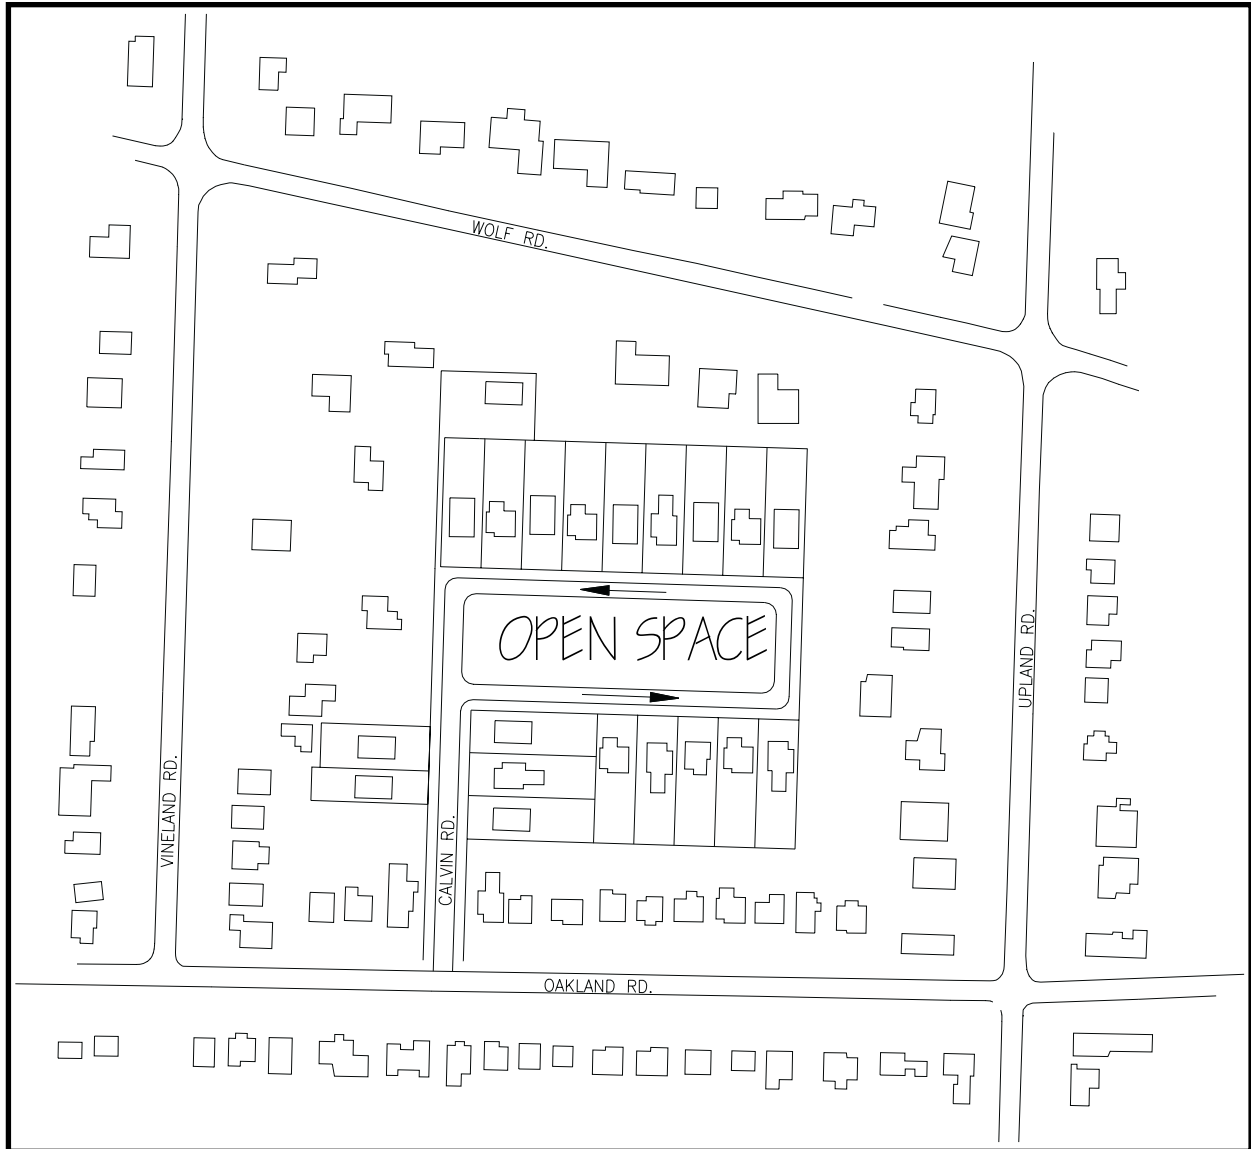 WOLF RD.
OPEN SPACE
UPLAND RD.
VINELAND RD.
CALVIN RD.
OAKLAND RD.